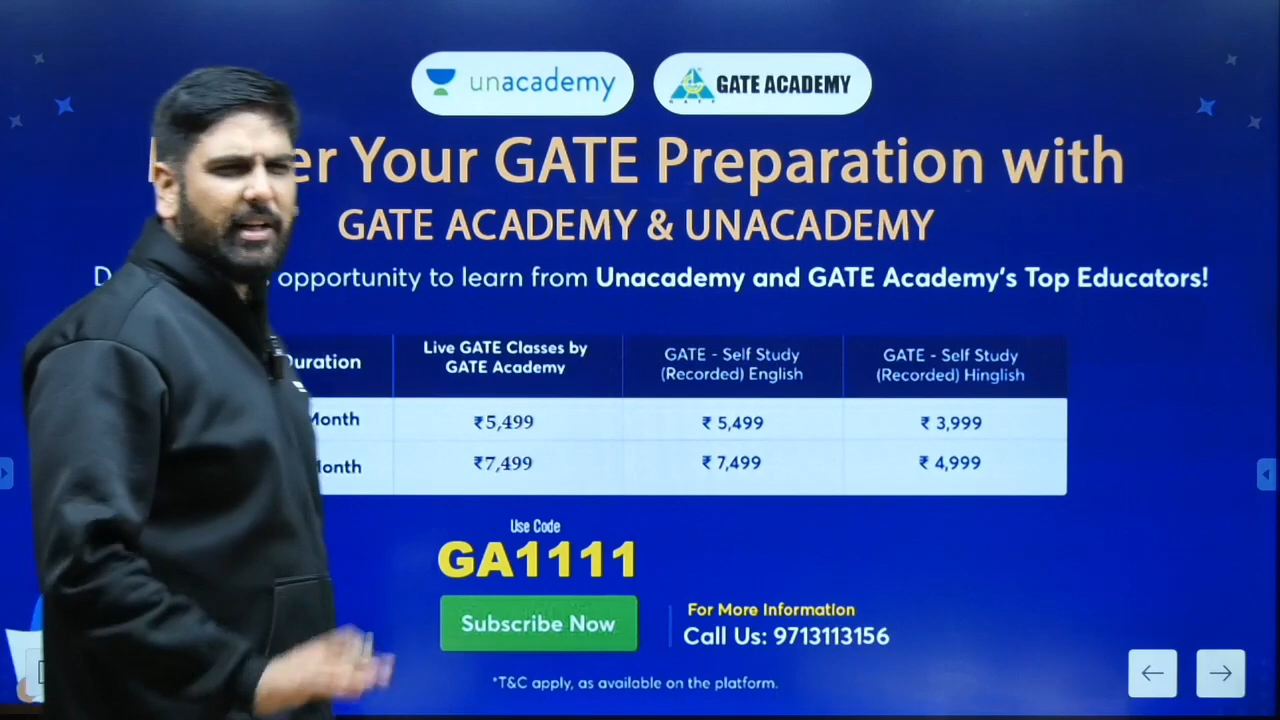 unacademy
GATE ACADEMY
Your GATE Preparation with
GATE ACADEMY & UNACADEMY
opportunity to learn from Unacademy and GATE Academy's Top Educators!
Duration
Live GATE Classes by
GATE Academy
GATE - Self Study
(Recorded) English
GATE - Self Study
(Recorded) Hinglish
Month
₹5,499
₹ 5,499
₹ 3,999
Month
₹7,499
₹ 7,499
₹ 4,999
Use Code
GA1111
Subscribe Now
For More Information
Call Us: 9713113156
*T&C apply, as available on the platform.